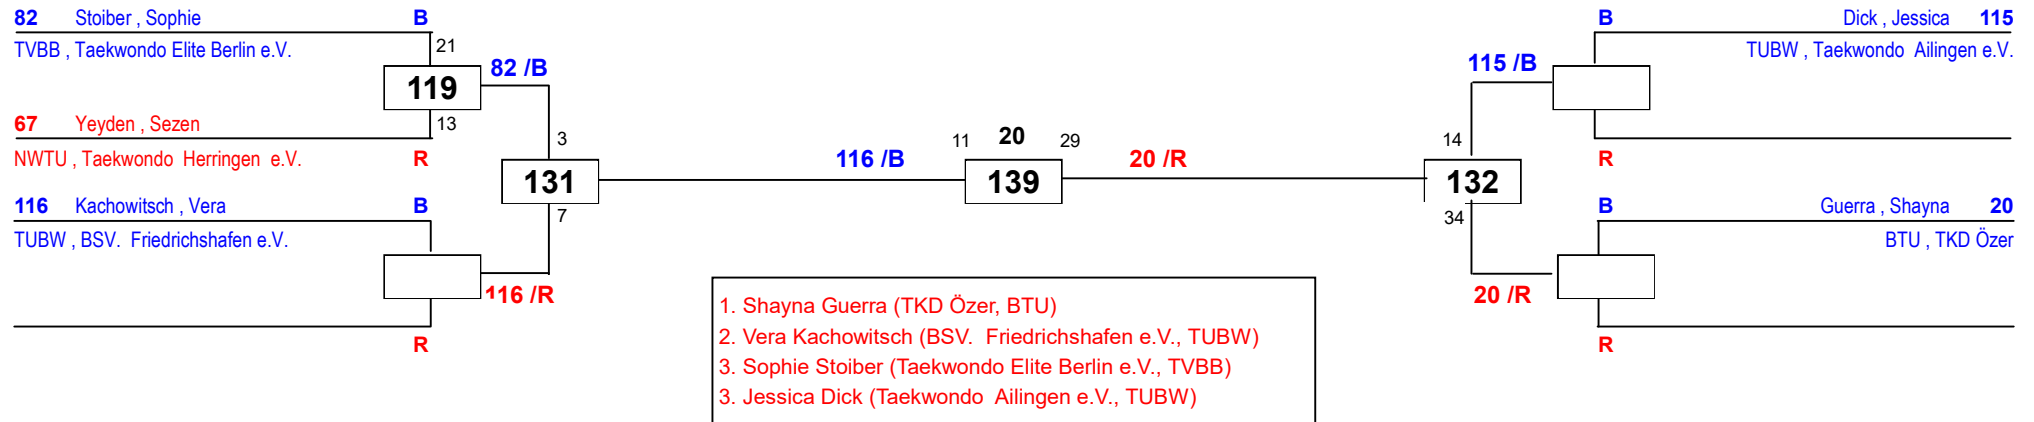 82 Stoiber , Sophie B
TVBB , Taekwondo Elite Berlin e.V.
21
119
82 /B
13
67 Yeyden , Sezen
NWTU , Taekwondo Herringen e.V. R
3
131
7
116 Kachowitsch , Vera B
TUBW , BSV. Friedrichshafen e.V.
116 /R
R
116 /B
11 20 29
139
20 /R
B Dick , Jessica 115
TUBW , Taekwondo Ailingen e.V.
115 /B
R
14
132
34
B Guerra , Shayna 20
BTU , TKD Özer
20 /R
R
1. Shayna Guerra (TKD Özer, BTU)
2. Vera Kachowitsch (BSV. Friedrichshafen e.V., TUBW)
3. Sophie Stoiber (Taekwondo Elite Berlin e.V., TVBB)
3. Jessica Dick (Taekwondo Ailingen e.V., TUBW)